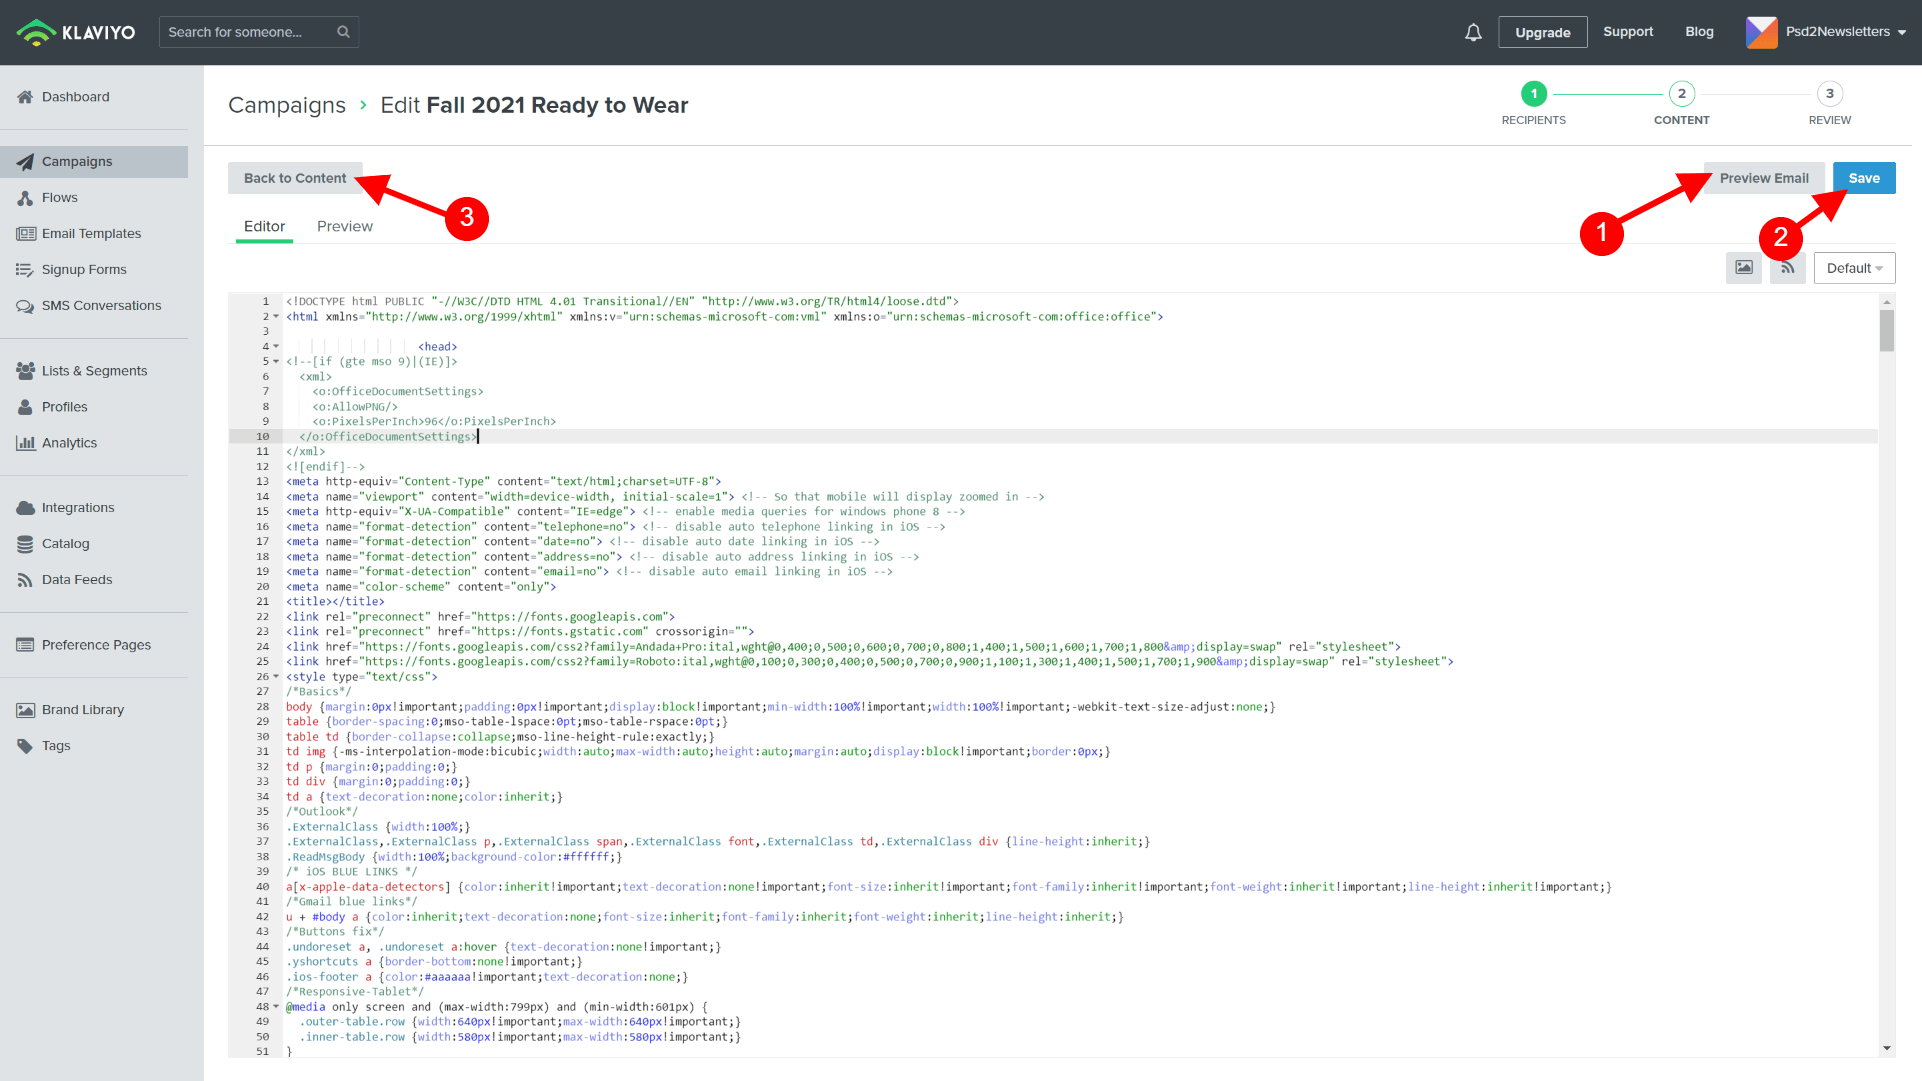 KLAVIYO
Search for someone...
Upgrade
Support
Blog
Psd2Newsletters
Dashboard
Campaigns
Flows
Email Templates
Signup Forms
SMS Conversations
Lists & Segments
Profiles
Analytics
Integrations
Catalog
Data Feeds
Preference Pages
Brand Library
Tags
Campaigns › Edit Fall 2021 Ready to Wear
1
RECIPIENTS
2
CONTENT
3
REVIEW
Back to Content
3
Preview Email
Save
1
2
Editor
Preview
Default
1 <!DOCTYPE html PUBLIC "-//W3C//DTD HTML 4.01 Transitional//EN" "http://www.w3.org/TR/html4/loose.dtd">
2 <html xmlns="http://www.w3.org/1999/xhtml" xmlns:v="urn:schemas-microsoft-com:vml" xmlns:o="urn:schemas-microsoft-com:office:office">
3
4 <head>
5 <!--[if (gte mso 9)|(IE)]>
6 <xml>
7 <o:OfficeDocumentSettings>
8 <o:AllowPNG/>
9 <o:PixelsPerInch>96</o:PixelsPerInch>
10 </o:OfficeDocumentSettings>
11 </xml>
12 <![endif]-->
13 <meta http-equiv="Content-Type" content="text/html;charset=UTF-8">
14 <meta name="viewport" content="width=device-width, initial-scale=1"> <!-- So that mobile will display zoomed in -->
15 <meta http-equiv="X-UA-Compatible" content="IE=edge"> <!-- enable media queries for windows phone 8 -->
16 <meta name="format-detection" content="telephone=no"> <!-- disable auto telephone linking in iOS -->
17 <meta name="format-detection" content="date=no"> <!-- disable auto date linking in iOS -->
18 <meta name="format-detection" content="address=no"> <!-- disable auto address linking in iOS -->
19 <meta name="format-detection" content="email=no"> <!-- disable auto email linking in iOS -->
20 <meta name="color-scheme" content="only">
21 <title></title>
22 <link rel="preconnect" href="https://fonts.googleapis.com">
23 <link rel="preconnect" href="https://fonts.gstatic.com" crossorigin="">
24 <link href="https://fonts.googleapis.com/css2?family=Andada+Pro:ital,wght@0,400;0,500;0,600;0,700;0,800;1,400;1,500;1,600;1,700;1,800&amp;display=swap" rel="stylesheet">
25 <link href="https://fonts.googleapis.com/css2?family=Roboto:ital,wght@0,100;0,300;0,400;0,500;0,700;0,900;1,100;1,300;1,400;1,500;1,700;1,900&amp;display=swap" rel="stylesheet">
26 <style type="text/css">
27 /*Basics*/
28 body {margin:0px!important;padding:0px!important;display:block!important;min-width:100%!important;width:100%!important;-webkit-text-size-adjust:none;}
29 table {border-spacing:0;mso-table-lspace:0pt;mso-table-rspace:0pt;}
30 table td {border-collapse:collapse;mso-line-height-rule:exactly;}
31 td img {-ms-interpolation-mode:bicubic;width:auto;max-width:auto;height:auto;margin:auto;display:block!important;border:0px;}
32 td p {margin:0;padding:0;}
33 td div {margin:0;padding:0;}
34 td a {text-decoration:none;color:inherit;}
35 /*Outlook*/
36 .ExternalClass {width:100%;}
37 .ExternalClass,.ExternalClass p,.ExternalClass span,.ExternalClass font,.ExternalClass td,.ExternalClass div {line-height:inherit;}
38 .ReadMsgBody {width:100%;background-color:#ffffff;}
39 /* iOS BLUE LINKS */
40 a[x-apple-data-detectors] {color:inherit!important;text-decoration:none!important;font-size:inherit!important;font-family:inherit!important;font-weight:inherit!important;line-height:inherit!important;}
41 /*Gmail blue links*/
42 u + #body a {color:inherit;text-decoration:none;font-size:inherit;font-family:inherit;font-weight:inherit;line-height:inherit;}
43 /*Buttons fix*/
44 .undoreset a, .undoreset a:hover {text-decoration:none!important;}
45 .yshortcuts a {border-bottom:none!important;}
46 .ios-footer a {color:#aaaaaa!important;text-decoration:none;}
47 /*Responsive-Tablet*/
48 @media only screen and (max-width:799px) and (min-width:601px) {
49 .outer-table.row {width:640px!important;max-width:640px!important;}
50 .inner-table.row {width:580px!important;max-width:580px!important;}
51 }